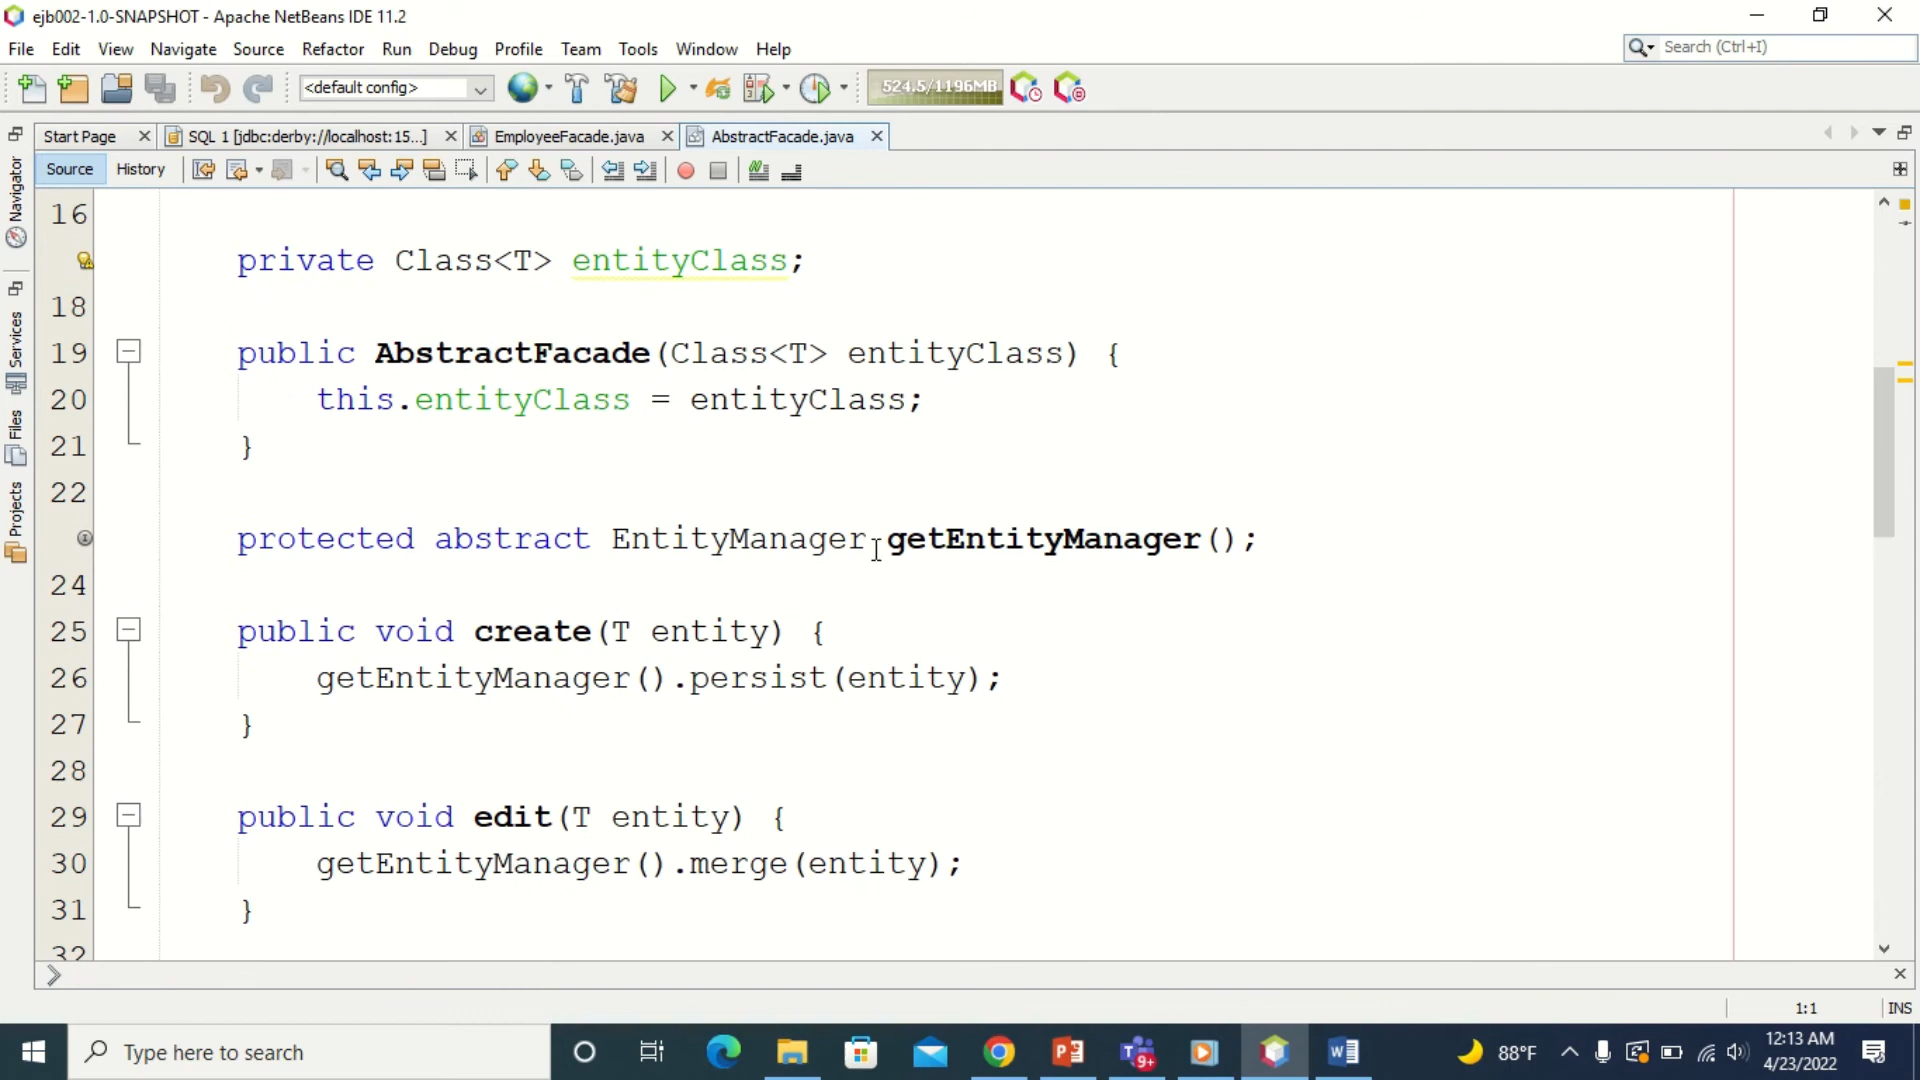 ejb002-1.0-SNAPSHOT - Apache NetBeans IDE 11.2
File Edit View Navigate Source Refactor Run Debug Profile Team Tools Window Help
Search (Ctrl+I)
<default config>
524.5/1196MB
Start Page
SQL 1 [jdbc:derby://localhost:15...]
EmployeeFacade.java
AbstractFacade.java
Source History
Navigator
Services
Files
Projects
16
private Class<T> entityClass;
18
19 public AbstractFacade(Class<T> entityClass) {
20 this.entityClass = entityClass;
21 }
22
protected abstract EntityManager getEntityManager();
24
25 public void create(T entity) {
26 getEntityManager().persist(entity);
27 }
28
29 public void edit(T entity) {
30 getEntityManager().merge(entity);
31 }
32
1:1 INS
Type here to search
9+
88°F
12:13 AM
4/23/2022